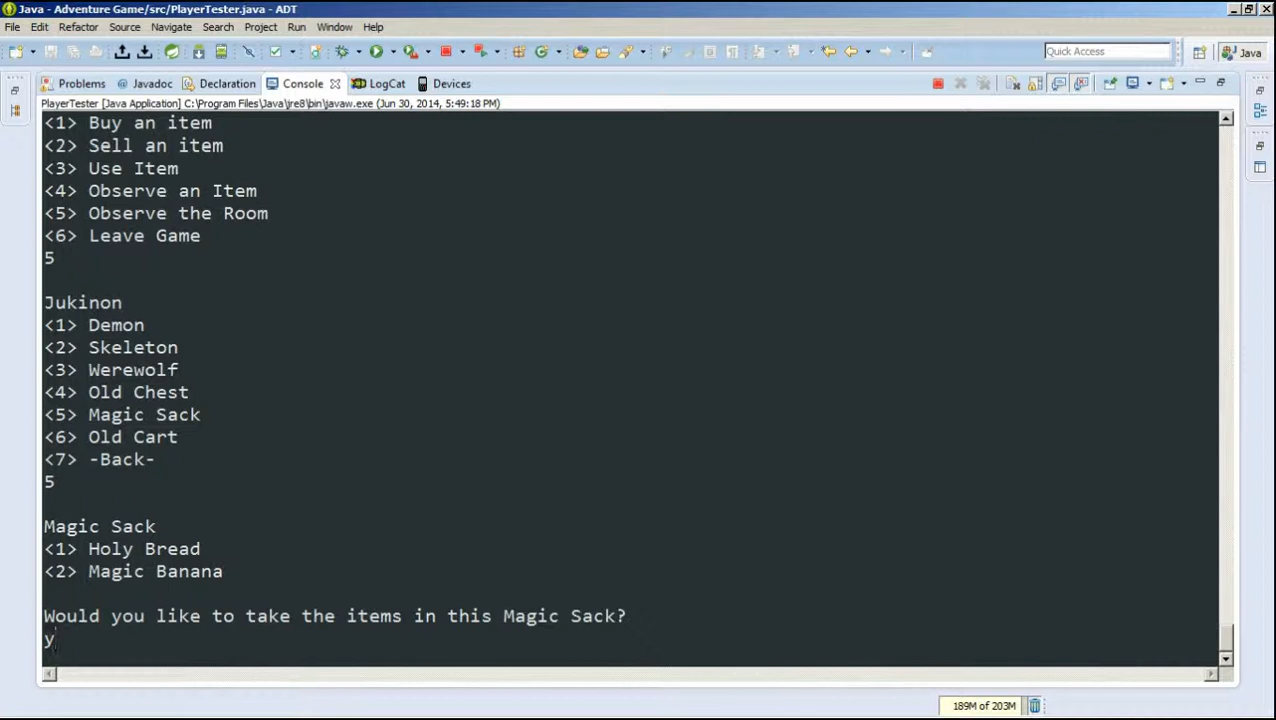 Java - Adventure Game/src/PlayerTester.java - ADT
File Edit Refactor Source Navigate Search Project Run Window Help
Quick Access Java
Problems @ Javadoc Declaration Console LogCat Devices
PlayerTester [Java Application] C:\Program Files\Java\jre8\bin\javaw.exe (Jun 30, 2014, 5:49:18 PM)
<1> Buy an item
<2> Sell an item
<3> Use Item
<4> Observe an Item
<5> Observe the Room
<6> Leave Game
5
Jukinon
<1> Demon
<2> Skeleton
<3> Werewolf
<4> Old Chest
<5> Magic Sack
<6> Old Cart
<7> -Back-
5
Magic Sack
<1> Holy Bread
<2> Magic Banana
Would you like to take the items in this Magic Sack?
y
189M of 203M